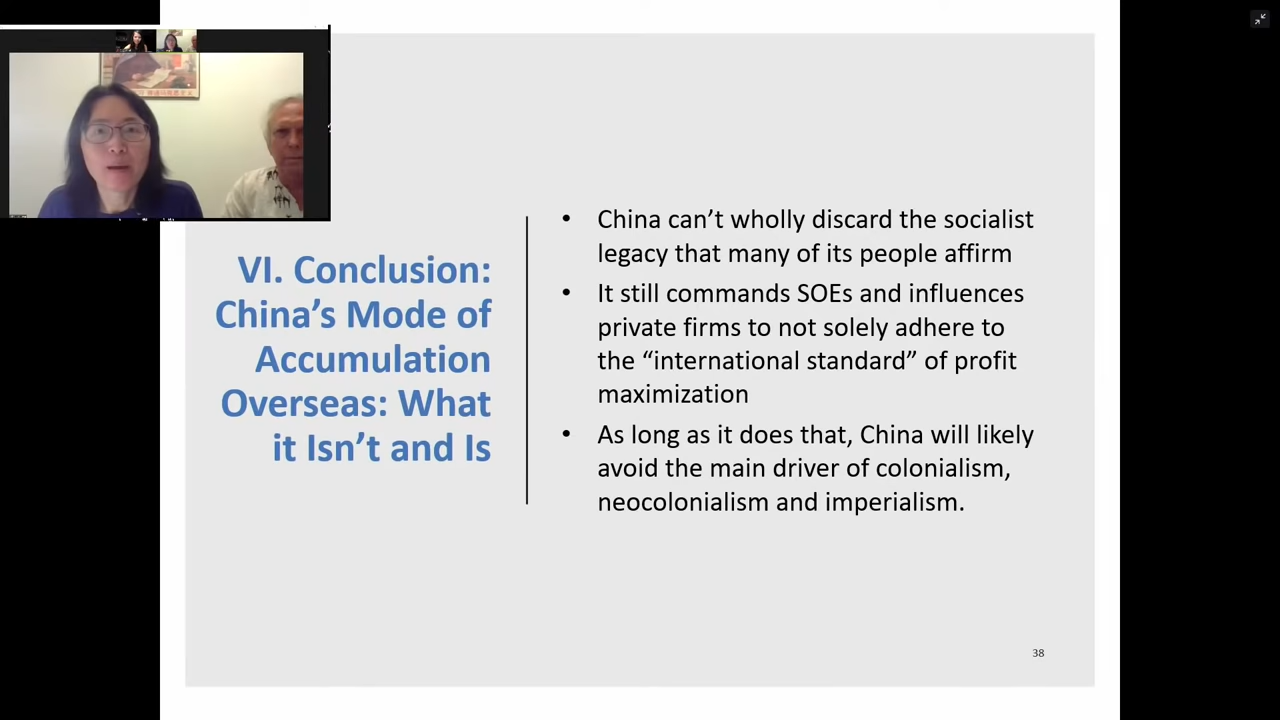 VI. Conclusion:
China’s Mode of
Accumulation
Overseas: What
it Isn’t and Is
• China can’t wholly discard the socialist
legacy that many of its people affirm
• It still commands SOEs and influences
private firms to not solely adhere to
the “international standard” of profit
maximization
• As long as it does that, China will likely
avoid the main driver of colonialism,
neocolonialism and imperialism.
38